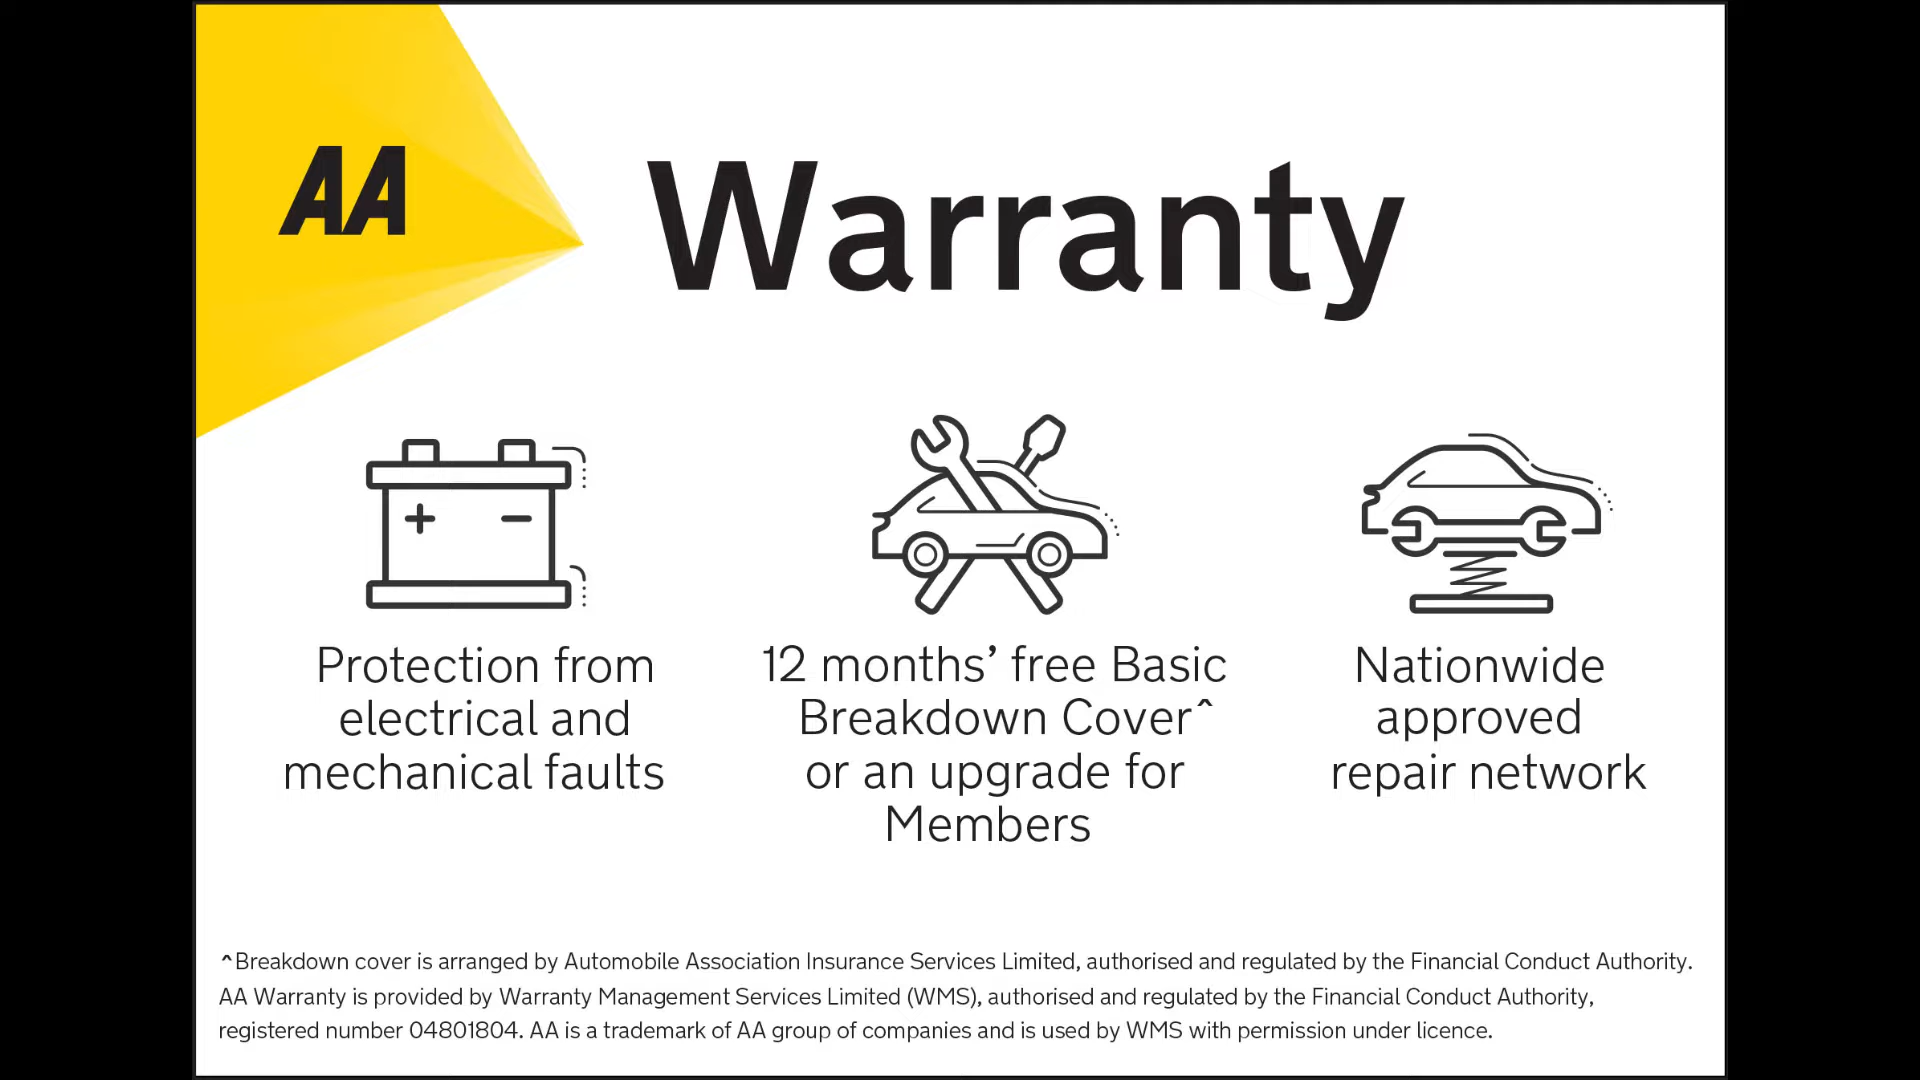 AA
Warranty
+ −
Protection from
electrical and
mechanical faults
12 months’ free Basic
Breakdown Cover^
or an upgrade for
Members
Nationwide
approved
repair network
^Breakdown cover is arranged by Automobile Association Insurance Services Limited, authorised and regulated by the Financial Conduct Authority.
AA Warranty is provided by Warranty Management Services Limited (WMS), authorised and regulated by the Financial Conduct Authority,
registered number 04801804. AA is a trademark of AA group of companies and is used by WMS with permission under licence.